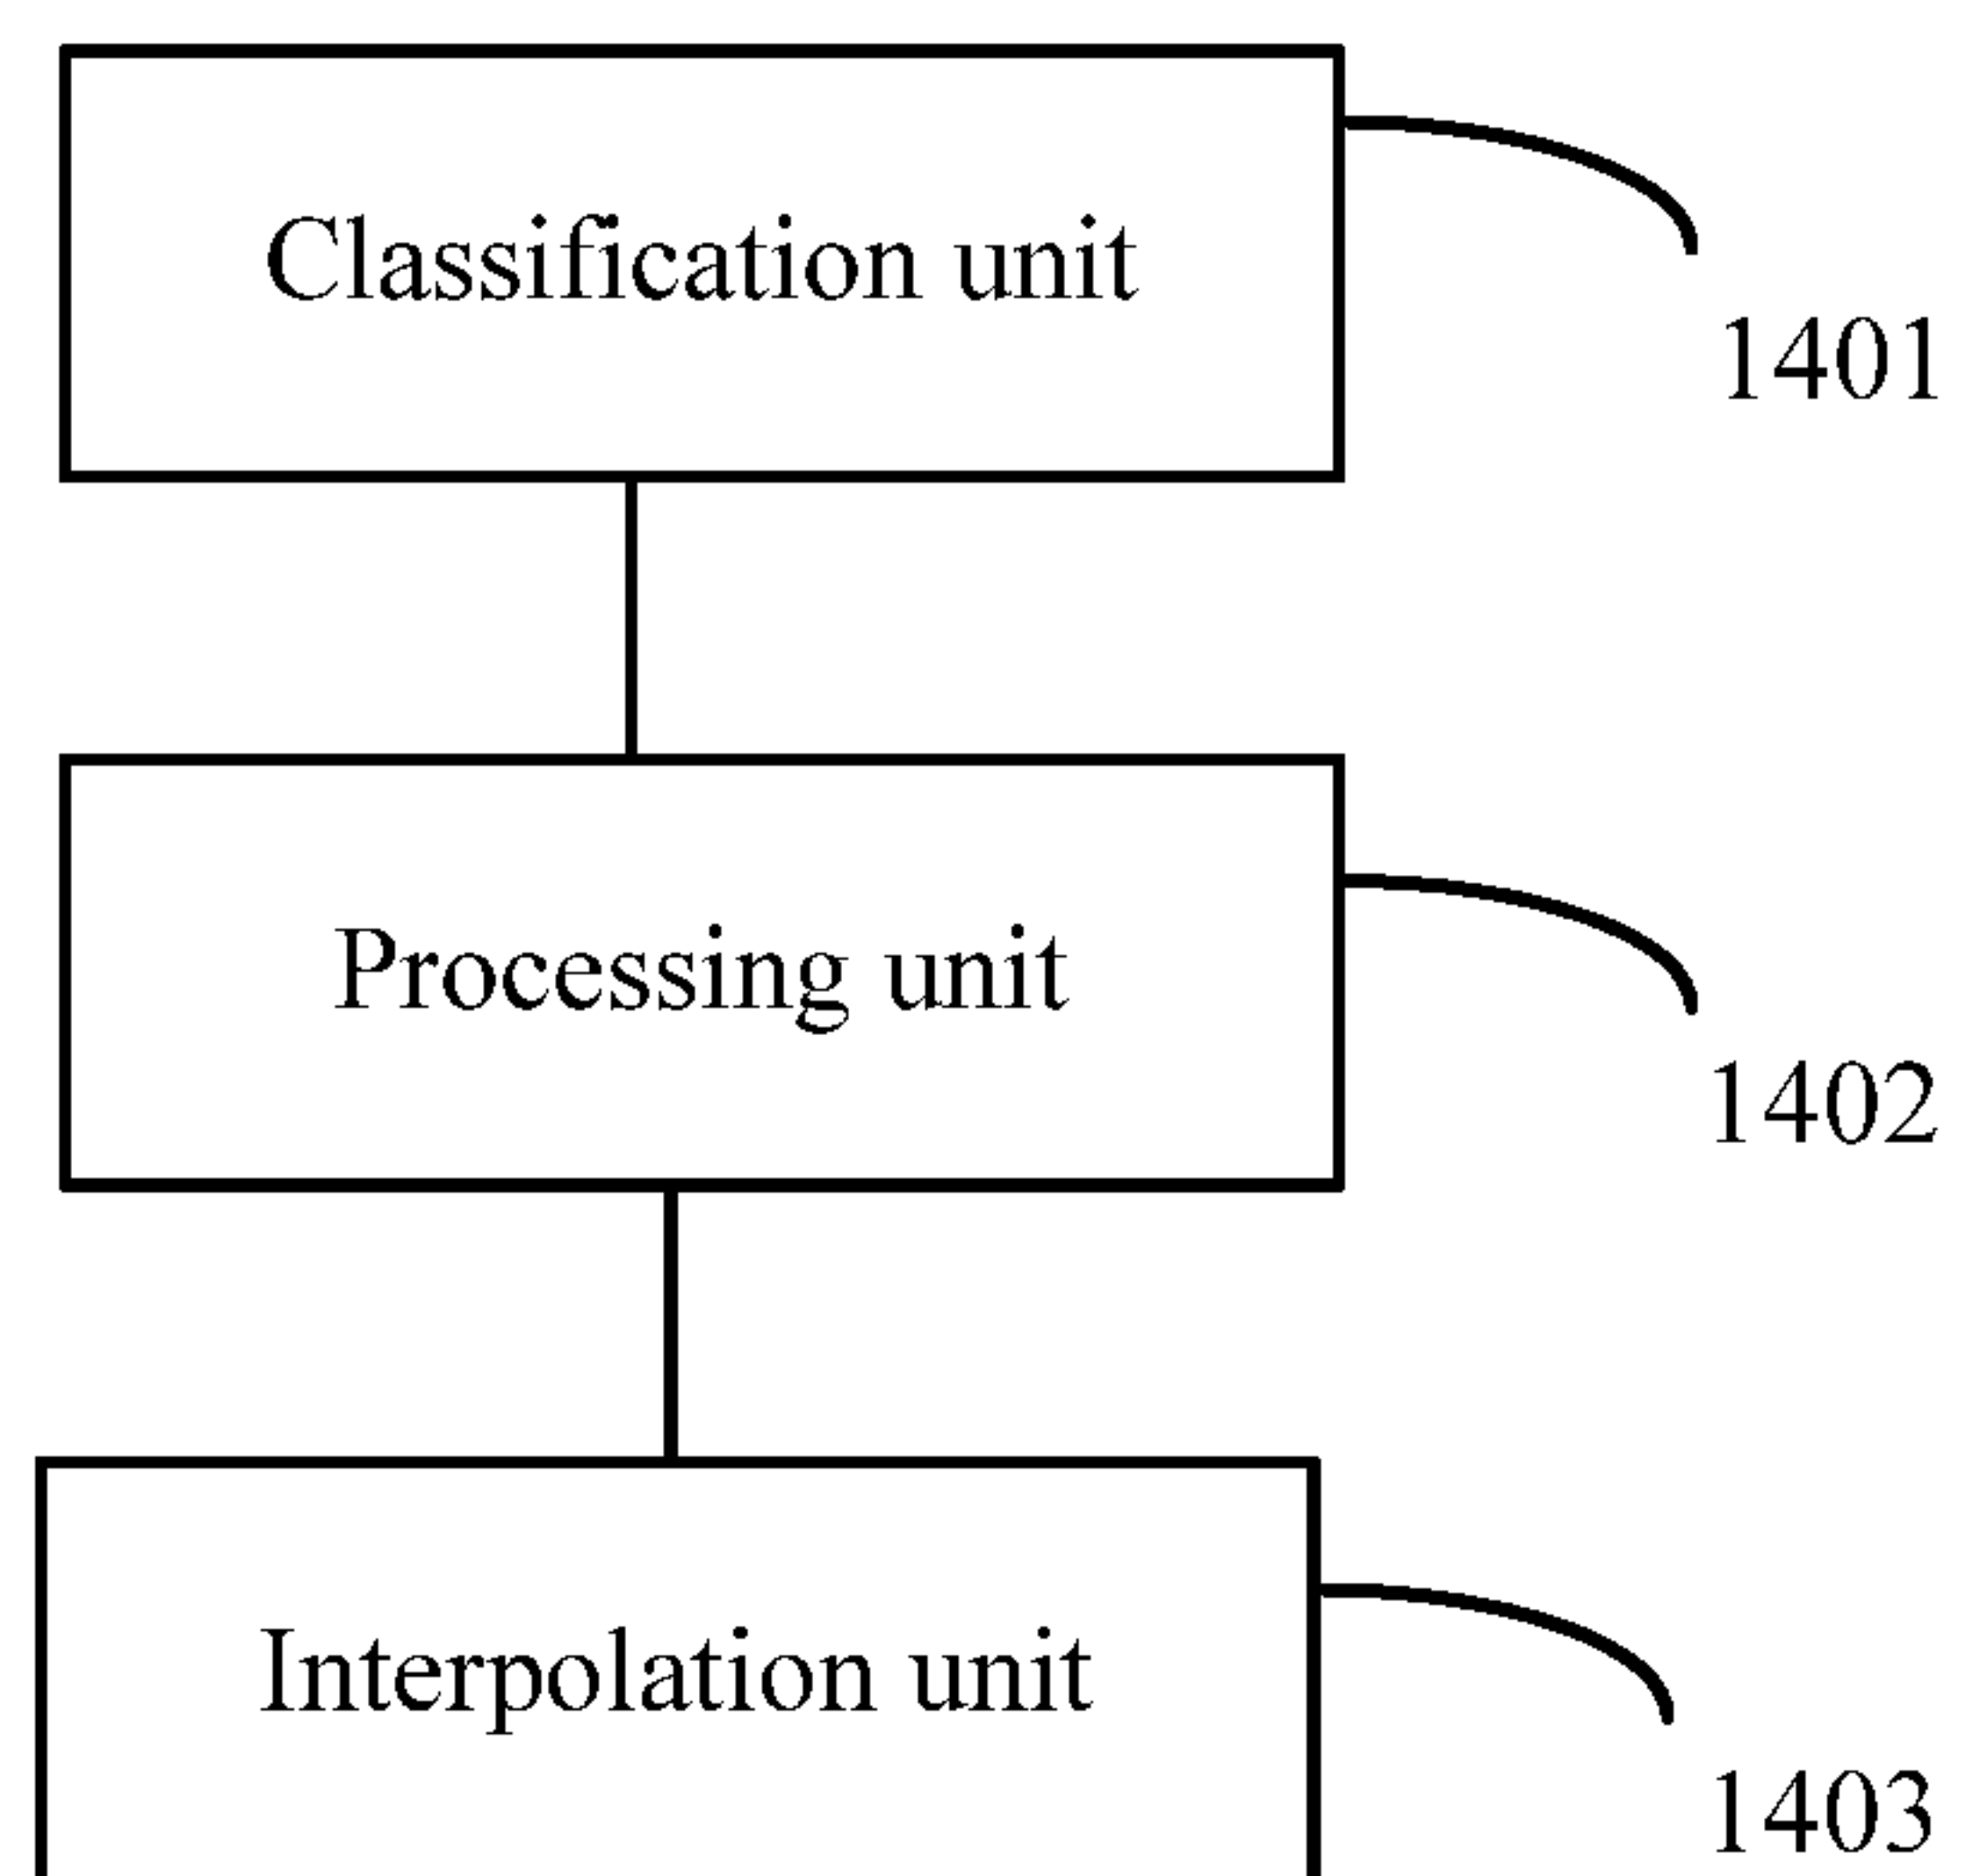 Classification unit
1401
Processing unit
1402
Interpolation unit
1403